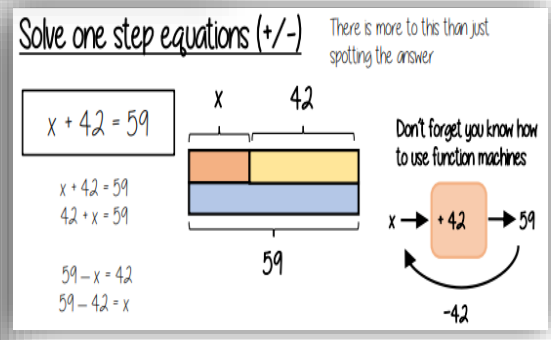 Solve one step equations (+/-)
There is more to this than just
spotting the answer
x + 42 = 59
x + 42 = 59
42 + x = 59
59 – x = 42
59 – 42 = x
x
42
59
Don't forget you know how
to use function machines
x
+ 42
59
-42